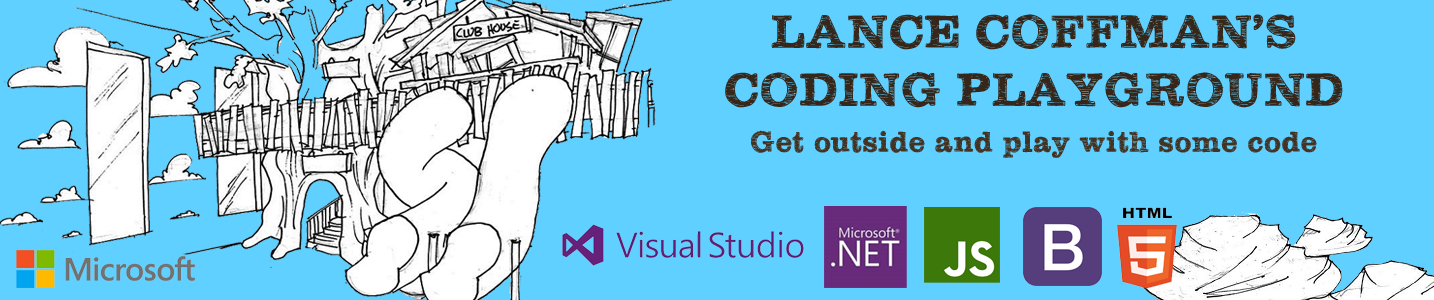 CLUB HOUSE
LANCE COFFMAN'S
CODING PLAYGROUND
Get outside and play with some code
Microsoft
Visual Studio
Microsoft®
.NET
JS
B
HTML
5